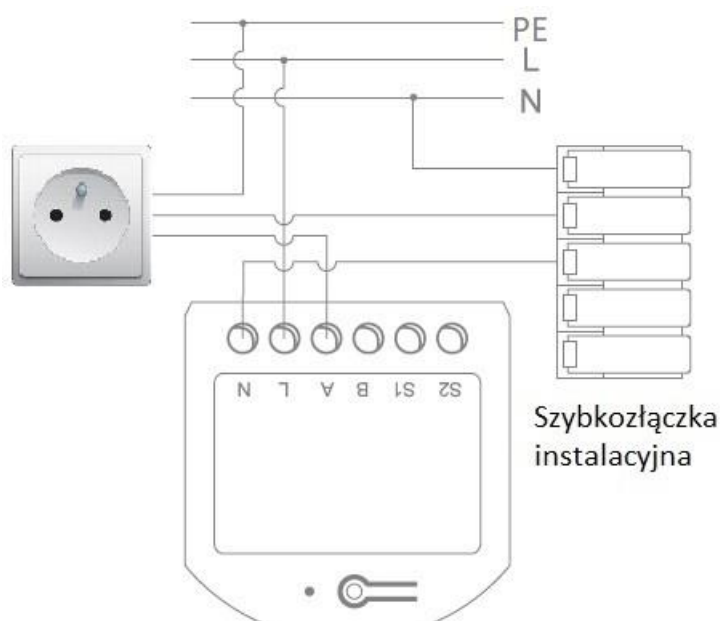 PE
L
N
N L A B S1 S2
Szybkozłączka
instalacyjna